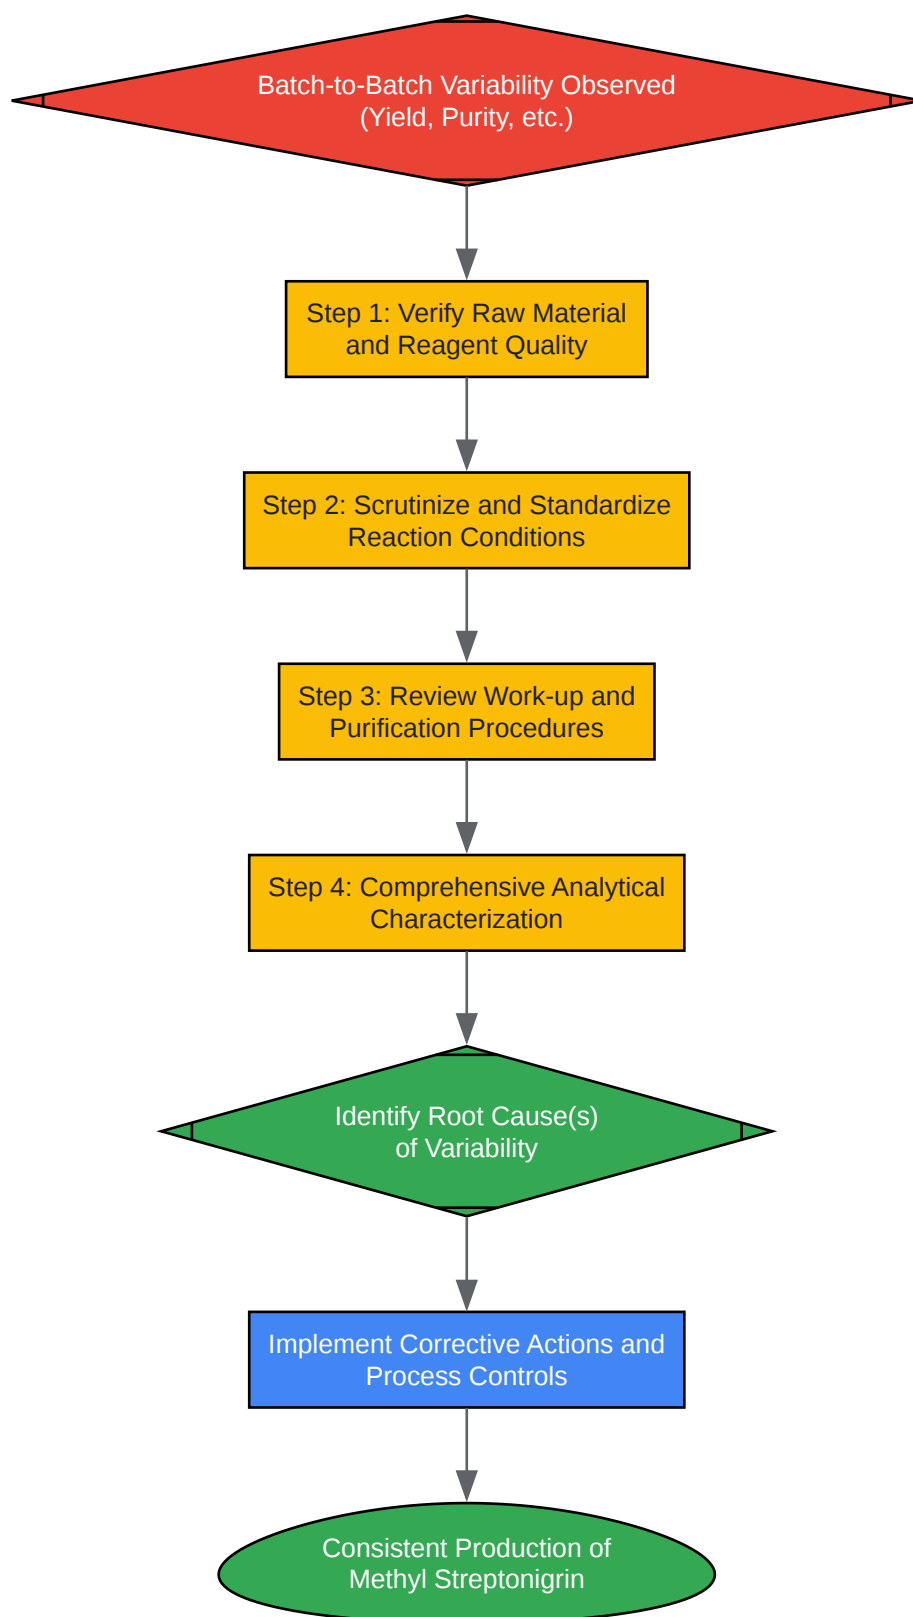 Batch-to-Batch Variability Observed
(Yield, Purity, etc.)
Step 1: Verify Raw Material
and Reagent Quality
Step 2: Scrutinize and Standardize
Reaction Conditions
Step 3: Review Work-up and
Purification Procedures
Step 4: Comprehensive Analytical
Characterization
Identify Root Cause(s)
of Variability
Implement Corrective Actions and
Process Controls
Consistent Production of
Methyl Streptonigrin